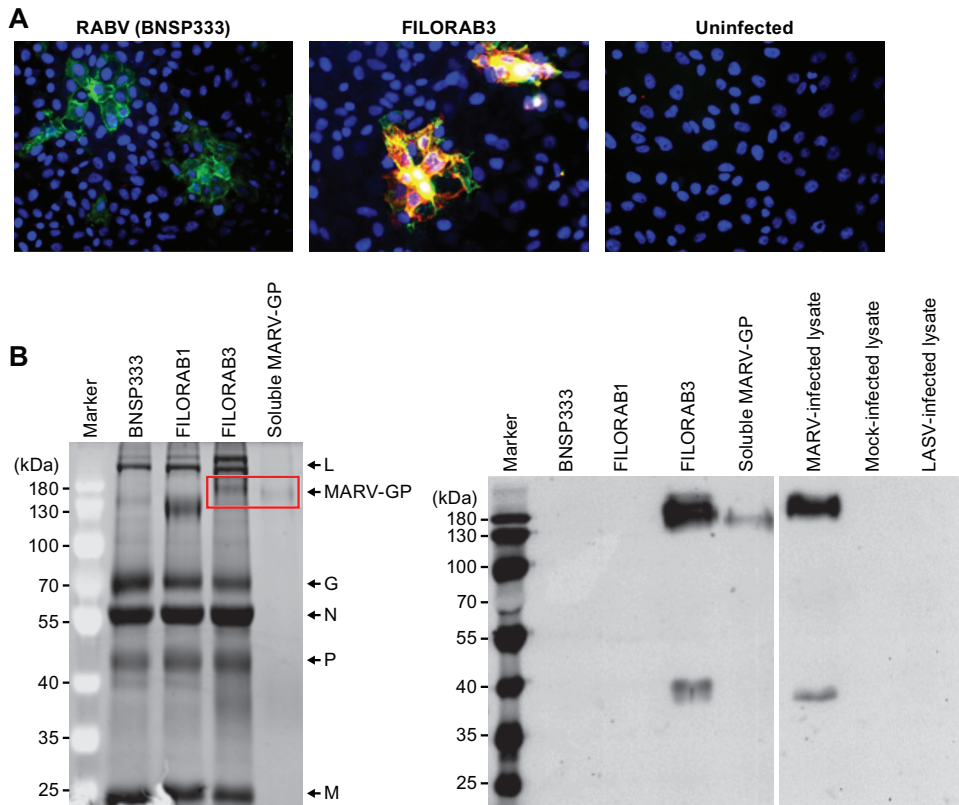 A
RABV (BNSP333)
FILORAB3
Uninfected
B
Marker
BNSP333
FILORAB1
FILORAB3
Soluble MARV-GP
(kDa)
180
130
100
70
55
40
35
25
L
MARV-GP
G
N
P
M
Marker
BNSP333
FILORAB1
FILORAB3
Soluble MARV-GP
MARV-infected lysate
Mock-infected lysate
LASV-infected lysate
(kDa)
180
130
100
70
55
40
35
25